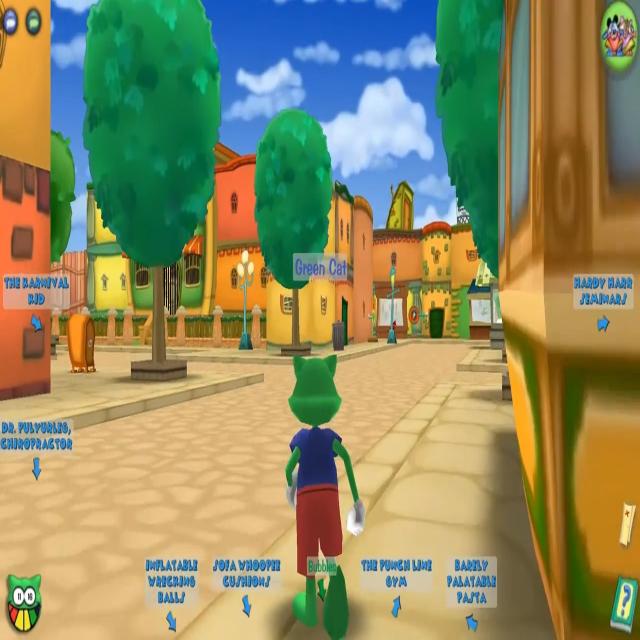 Green Cat
THE KARNIVAL
KID
HARDY HARR
SEMINARS
DR. PULYURLEG,
CHIROPRACTOR
INFLATABLE
WRECKING
BALLS
SOFA WHOOPEE
CUSHIONS
Bubbles
THE PUNCH LINE
GYM
BARELY
PALATABLE
PASTA
?